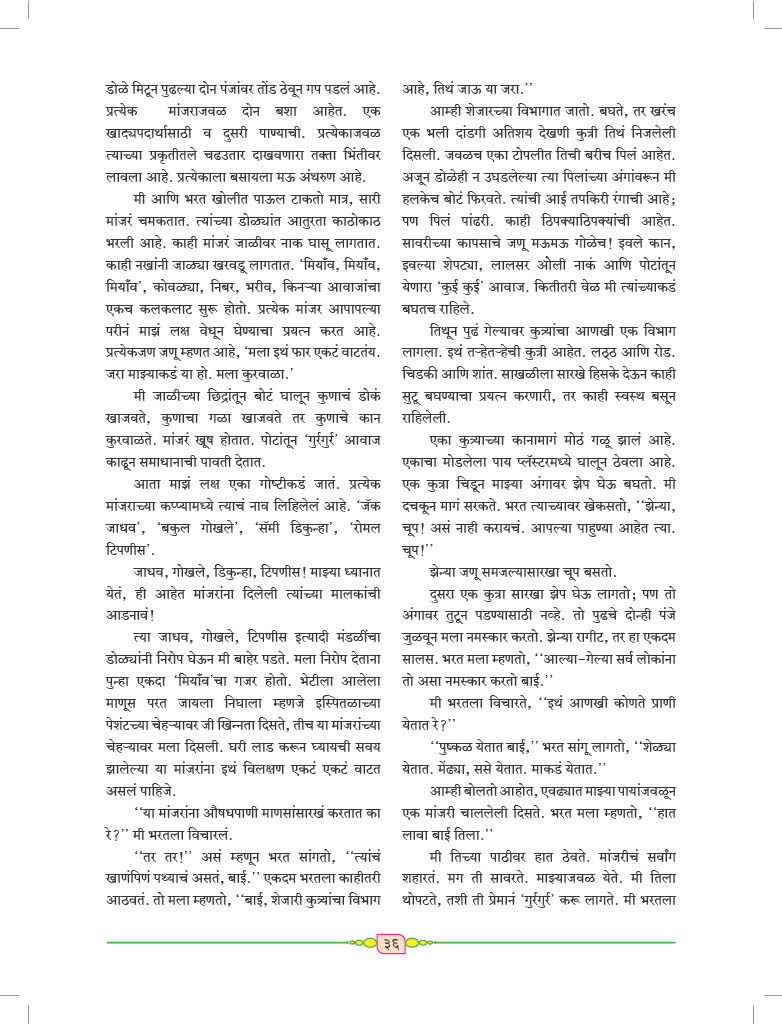 डोळे मिटून पुढल्या दोन पंजांवर तोंड ठेवून गप पडलं आहे.
प्रत्येक मांजराजवळ दोन बशा आहेत. एक
खाद्यपदार्थासाठी व दुसरी पाण्याची. प्रत्येकाजवळ
त्याच्या प्रकृतीतले चढउतार दाखवणारा तक्ता भिंतीवर
लावला आहे. प्रत्येकाला बसायला मऊ अंथरुण आहे.
मी आणि भरत खोलीत पाऊल टाकतो मात्र, सारी
मांजरं चमकतात. त्यांच्या डोळ्यांत आतुरता काठोकाठ
भरली आहे. काही मांजरं जाळीवर नाक घासू लागतात.
काही नखांनी जाळ्या खरवडू लागतात. ‘मियाँव, मियाँव,
मियाँव’, कोवळ्या, निबर, भरीव, किनऱ्या आवाजांचा
एकच कलकलाट सुरू होतो. प्रत्येक मांजर आपापल्या
परीनं माझं लक्ष वेधून घेण्याचा प्रयत्न करत आहे.
प्रत्येकजण जणू म्हणत आहे, ‘मला इथं फार एकटं वाटतंय.
जरा माझ्याकडं या हो. मला कुरवाळा.’
मी जाळीच्या छिद्रांतून बोटं घालून कुणाचं डोकं
खाजवते, कुणाचा गळा खाजवते तर कुणाचे कान
कुरवाळते. मांजरं खूष होतात. पोटांतून ‘गुर्रगुर्र’ आवाज
काढून समाधानाची पावती देतात.
आता माझं लक्ष एका गोष्टीकडं जातं. प्रत्येक
मांजराच्या कप्प्यामध्ये त्याचं नाव लिहिलेलं आहे. ‘जॅक
जाधव’, ‘बकुल गोखले’, ‘सॅमी डिकुन्हा’, ‘रोमल
टिपणीस’.
जाधव, गोखले, डिकुन्हा, टिपणीस! माझ्या ध्यानात
येतं, ही आहेत मांजरांना दिलेली त्यांच्या मालकांची
आडनावं!
त्या जाधव, गोखले, टिपणीस इत्यादी मंडळींचा
डोळ्यांनी निरोप घेऊन मी बाहेर पडते. मला निरोप देताना
पुन्हा एकदा ‘मियाँव’चा गजर होतो. भेटीला आलेला
माणूस परत जायला निघाला म्हणजे इस्पितळाच्या
पेशंटच्या चेहऱ्यावर जी खिन्नता दिसते, तीच या मांजरांच्या
चेहऱ्यावर मला दिसली. घरी लाड करून घ्यायची सवय
झालेल्या या मांजरांना इथं विलक्षण एकटं एकटं वाटत
असलं पाहिजे.
‘‘या मांजरांना औषधपाणी माणसांसारखं करतात का
रे?’’ मी भरतला विचारलं.
‘‘तर तर!’’ असं म्हणून भरत सांगतो, ‘‘त्यांचं
खाणंपिणं पथ्याचं असतं, बाई.’’ एकदम भरतला काहीतरी
आठवतं. तो मला म्हणतो, ‘‘बाई, शेजारी कुत्र्यांचा विभाग
आहे, तिथं जाऊ या जरा.’’
आम्ही शेजारच्या विभागात जातो. बघते, तर खरंच
एक भली दांडगी अतिशय देखणी कुत्री तिथं निजलेली
दिसली. जवळच एका टोपलीत तिची बरीच पिलं आहेत.
अजून डोळेही न उघडलेल्या त्या पिलांच्या अंगांवरून मी
हलकेच बोटं फिरवते. त्यांची आई तपकिरी रंगाची आहे;
पण पिलं पांढरी. काही ठिपक्याठिपक्यांची आहेत.
सावरीच्या कापसाचे जणू मऊमऊ गोळेच! इवले कान,
इवल्या शेपट्या, लालसर ओली नाकं आणि पोटांतून
येणारा ‘कुई कुई’ आवाज. कितीतरी वेळ मी त्यांच्याकडं
बघतच राहिले.
तिथून पुढं गेल्यावर कुत्र्यांचा आणखी एक विभाग
लागला. इथं तऱ्हेतऱ्हेची कुत्री आहेत. लठ्ठ आणि रोड.
चिडकी आणि शांत. साखळीला सारखे हिसके देऊन काही
सुटू बघण्याचा प्रयत्न करणारी, तर काही स्वस्थ बसून
राहिलेली.
एका कुत्र्याच्या कानामागं मोठं गळू झालं आहे.
एकाचा मोडलेला पाय प्लॅस्टरमध्ये घालून ठेवला आहे.
एक कुत्रा चिडून माझ्या अंगावर झेप घेऊ बघतो. मी
दचकून मागं सरकते. भरत त्याच्यावर खेकसतो, ‘‘झेन्या,
चूप! असं नाही करायचं. आपल्या पाहुण्या आहेत त्या.
चूप!’’
झेन्या जणू समजल्यासारखा चूप बसतो.
दुसरा एक कुत्रा सारखा झेप घेऊ लागतो; पण तो
अंगावर तुटून पडण्यासाठी नव्हे. तो पुढचे दोन्ही पंजे
जुळवून मला नमस्कार करतो. झेन्या रागीट, तर हा एकदम
सालस. भरत मला म्हणतो, ‘‘आल्या-गेल्या सर्व लोकांना
तो असा नमस्कार करतो बाई.’’
मी भरतला विचारते, ‘‘इथं आणखी कोणते प्राणी
येतात रे?’’
‘‘पुष्कळ येतात बाई,’’ भरत सांगू लागतो, ‘‘शेळ्या
येतात. मेंढ्या, ससे येतात. माकडं येतात.’’
आम्ही बोलतो आहोत, एवढ्यात माझ्या पायांजवळून
एक मांजरी चाललेली दिसते. भरत मला म्हणतो, ‘‘हात
लावा बाई तिला.’’
मी तिच्या पाठीवर हात ठेवते. मांजरीचं सर्वांग
शहारतं. मग ती सावरते. माझ्याजवळ येते. मी तिला
थोपटते, तशी ती प्रेमानं ‘गुर्रगुर्र’ करू लागते. मी भरतला
३६